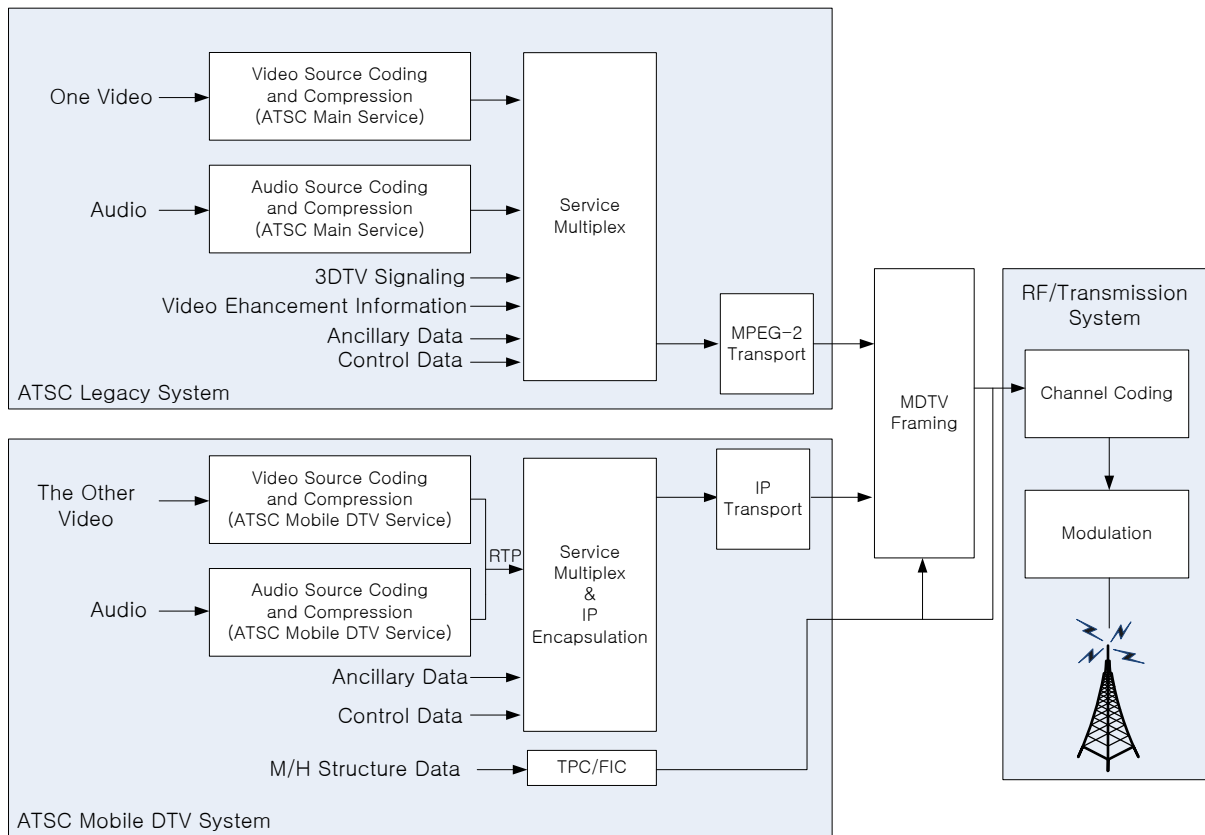 One Video
Video Source Coding
and Compression
(ATSC Main Service)
Audio
Audio Source Coding
and Compression
(ATSC Main Service)
3DTV Signaling
Video Ehancement Information
Ancillary Data
Control Data
Service
Multiplex
MPEG-2
Transport
ATSC Legacy System
The Other
Video
Video Source Coding
and Compression
(ATSC Mobile DTV Service)
Audio
Audio Source Coding
and Compression
(ATSC Mobile DTV Service)
RTP
Ancillary Data
Control Data
Service
Multiplex
&
IP
Encapsulation
IP
Transport
M/H Structure Data
TPC/FIC
ATSC Mobile DTV System
MDTV
Framing
RF/Transmission
System
Channel Coding
Modulation